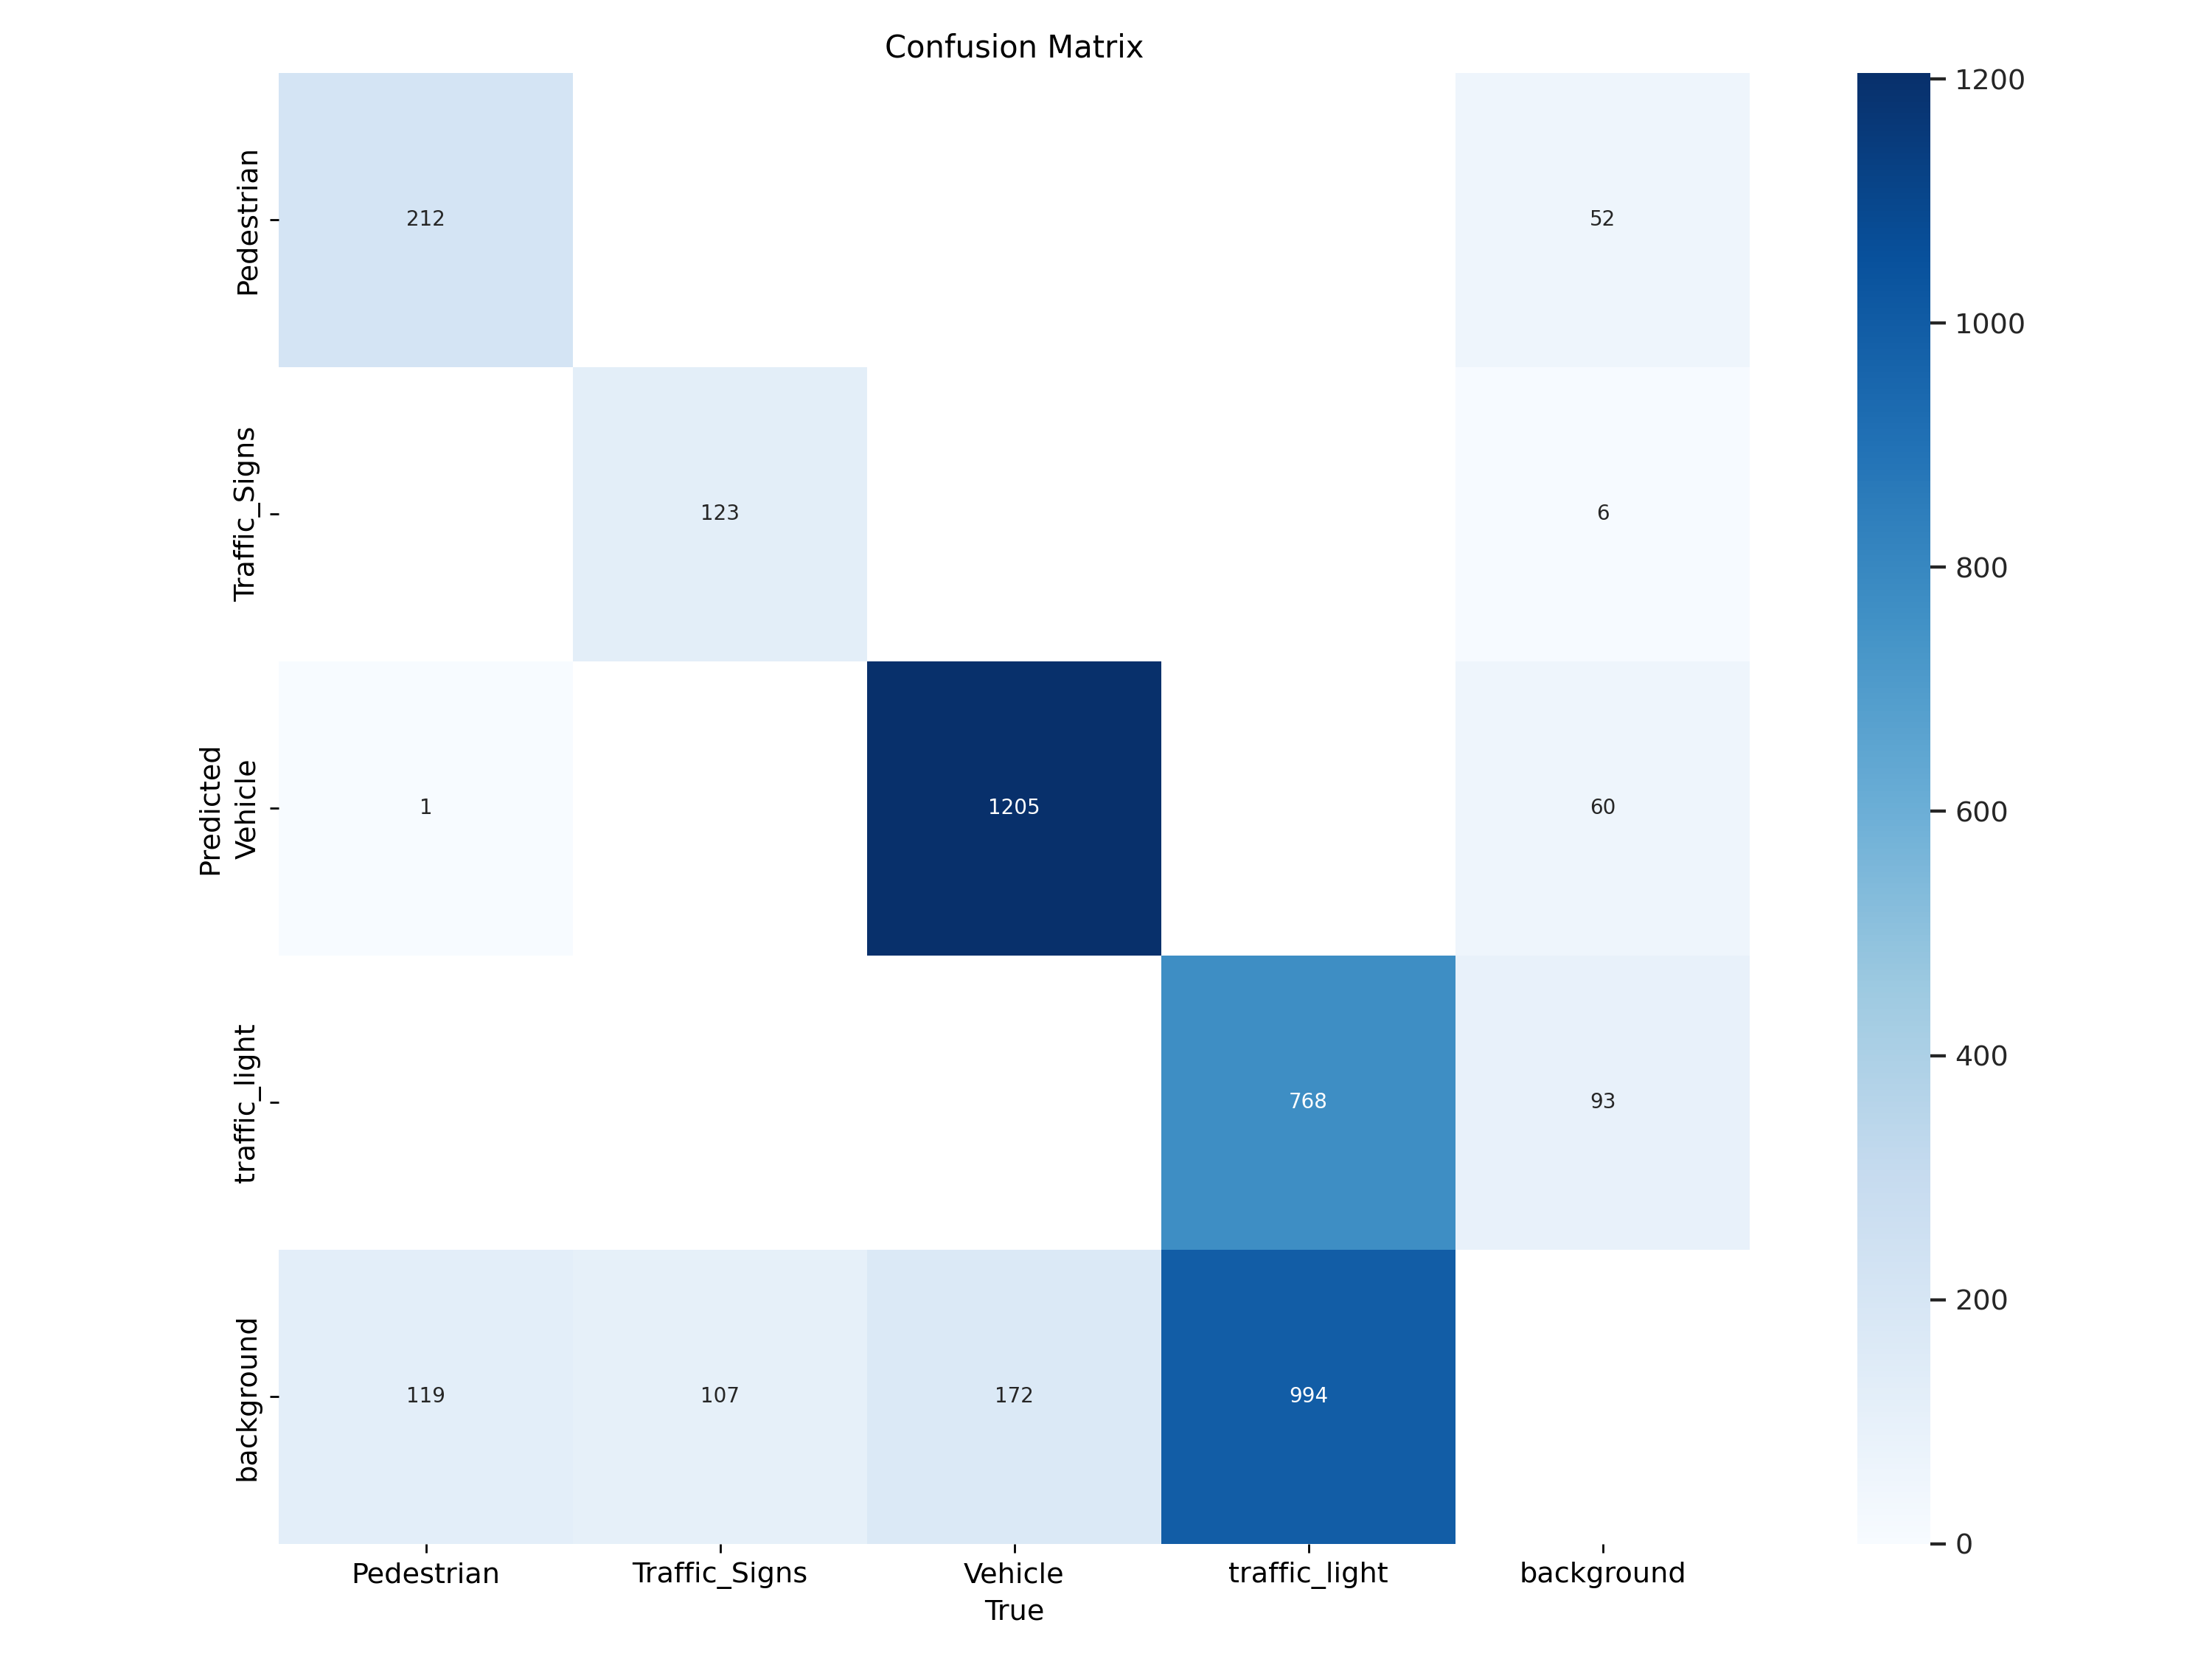 Confusion Matrix
Pedestrian
212
52
Traffic_Signs
123
6
Predicted
Vehicle
1
1205
60
traffic_light
768
93
background
119
107
172
994
Pedestrian
Traffic_Signs
Vehicle
traffic_light
background
True
1200
1000
800
600
400
200
0